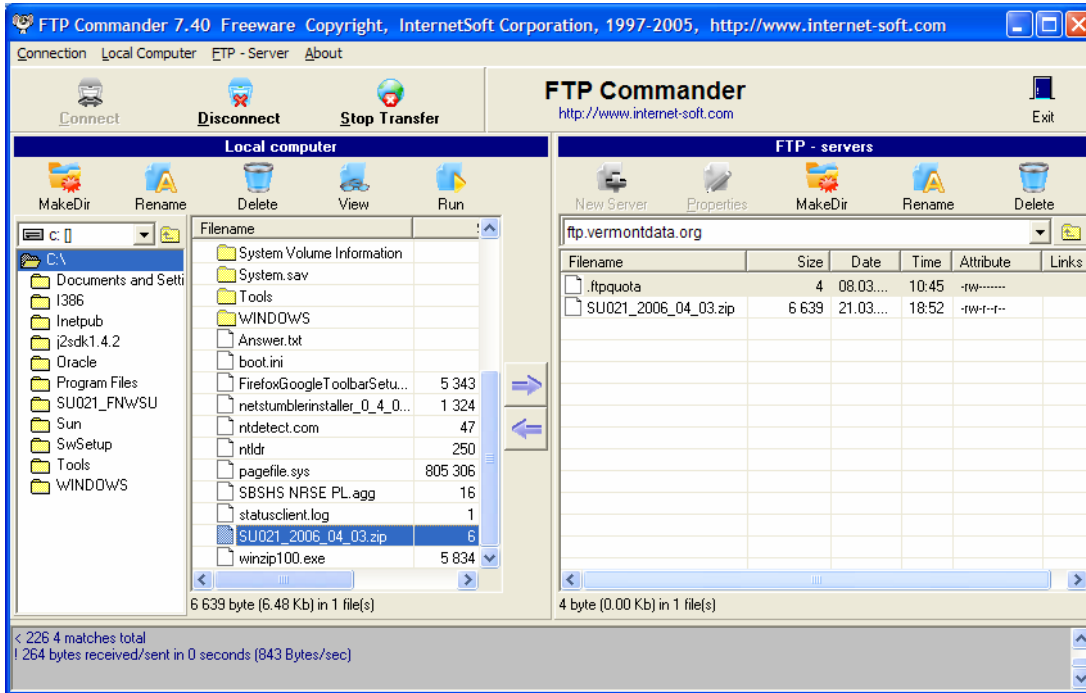 FTP Commander 7.40 Freeware Copyright, InternetSoft Corporation, 1997-2005, http://www.internet-soft.com
Connection Local Computer FTP - Server About
Connect Disconnect Stop Transfer
FTP Commander
http://www.internet-soft.com
Exit
Local computer
MakeDir Rename Delete View Run
c: []
C:\
Documents and Setti
I386
Inetpub
j2sdk1.4.2
Oracle
Program Files
SU021_FNWSU
Sun
SwSetup
Tools
WINDOWS
Filename
System Volume Information
System.sav
Tools
WINDOWS
Answer.txt
boot.ini
FirefoxGoogleToolbarSetu... 5 343
netstumblerinstaller_0_4_0... 1 324
ntdetect.com 47
ntldr 250
pagefile.sys 805 306
SBSHS NRSE PL.agg 16
statusclient.log 1
SU021_2006_04_03.zip 6
winzip100.exe 5 834
6 639 byte (6.48 Kb) in 1 file(s)
FTP - servers
New Server Properties MakeDir Rename Delete
ftp.vermontdata.org
Filename Size Date Time Attribute Links
.ftpquota 4 08.03.... 10:45 -rw-------
SU021_2006_04_03.zip 6 639 21.03.... 18:52 -rw-r--r--
4 byte (0.00 Kb) in 1 file(s)
< 226 4 matches total
! 264 bytes received/sent in 0 seconds (843 Bytes/sec)